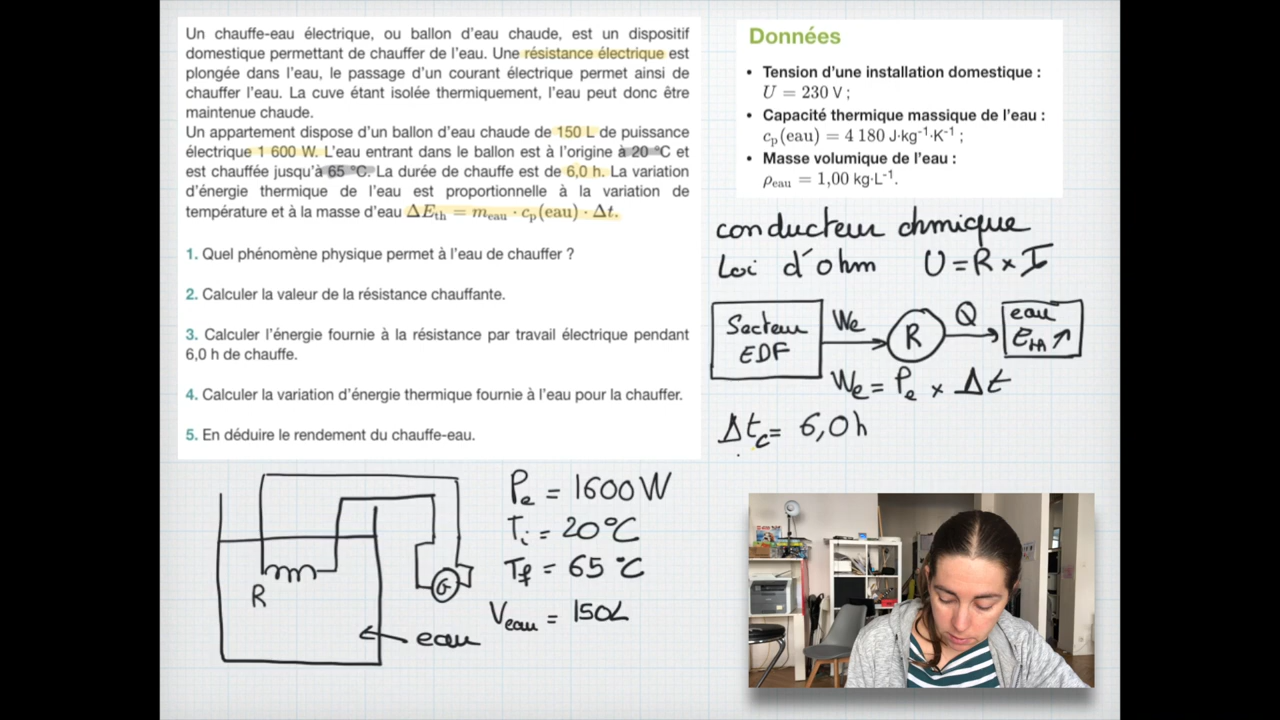 Un chauffe-eau électrique, ou ballon d'eau chaude, est un dispositif
domestique permettant de chauffer de l'eau. Une résistance électrique est
plongée dans l'eau, le passage d'un courant électrique permet ainsi de
chauffer l'eau. La cuve étant isolée thermiquement, l'eau peut donc être
maintenue chaude.
Un appartement dispose d'un ballon d'eau chaude de 150 L de puissance
électrique 1 600 W. L'eau entrant dans le ballon est à l'origine à 20 °C et
est chauffée jusqu'à 65 °C. La durée de chauffe est de 6,0 h. La variation
d'énergie thermique de l'eau est proportionnelle à la variation de
température et à la masse d'eau ΔEth = meau · cp(eau) · Δt.
1. Quel phénomène physique permet à l'eau de chauffer ?
2. Calculer la valeur de la résistance chauffante.
3. Calculer l'énergie fournie à la résistance par travail électrique pendant
6,0 h de chauffe.
4. Calculer la variation d'énergie thermique fournie à l'eau pour la chauffer.
5. En déduire le rendement du chauffe-eau.
Données
• Tension d'une installation domestique :
U = 230 V ;
• Capacité thermique massique de l'eau :
cp(eau) = 4 180 J·kg⁻¹·K⁻¹ ;
• Masse volumique de l'eau :
ρeau = 1,00 kg·L⁻¹.
conducteur ohmique
Loi d'ohm U = R × I
Secteur
EDF
We
R
Q
eau
Eth ↗
We = Pe × Δt
Δtc = 6,0h
R
G
eau
Pe = 1600 W
Ti = 20°C
Tf = 65 °C
Veau = 150L